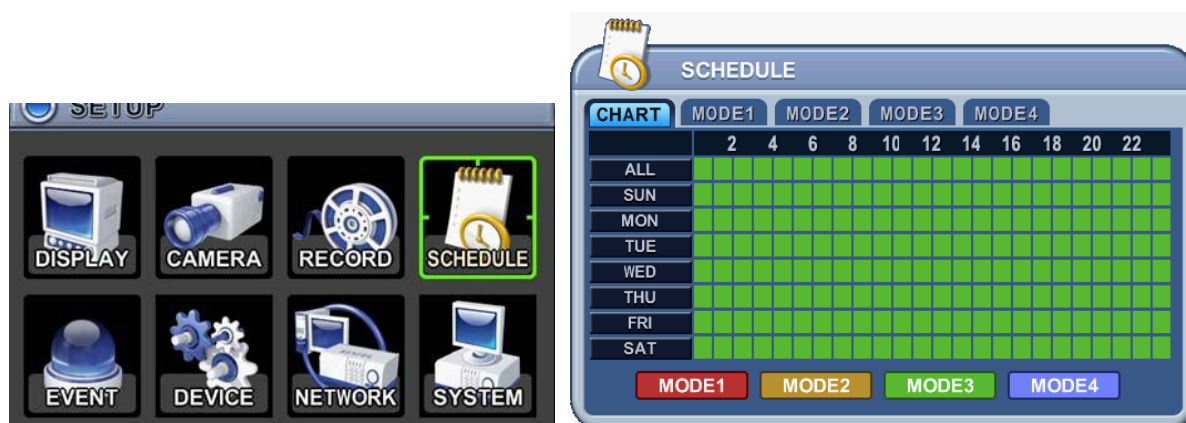 SETUP
DISPLAY CAMERA RECORD SCHEDULE
EVENT DEVICE NETWORK SYSTEM
SCHEDULE
CHART MODE1 MODE2 MODE3 MODE4
2 4 6 8 10 12 14 16 18 20 22
ALL
SUN
MON
TUE
WED
THU
FRI
SAT
MODE1 MODE2 MODE3 MODE4